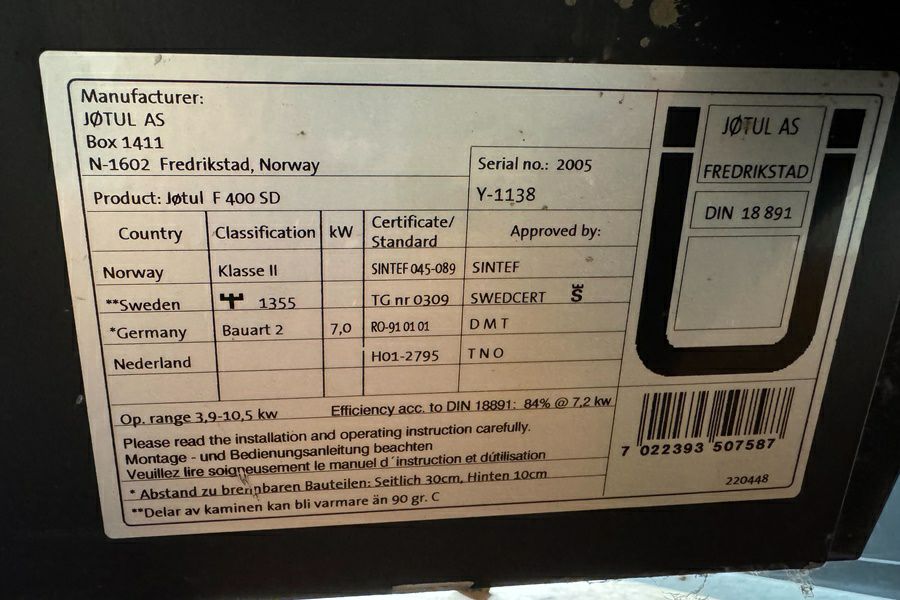 Manufacturer:
JØTUL AS
Box 1411
N-1602 Fredrikstad, Norway
Product: Jøtul F 400 SD
Serial no.: 2005
Y-1138
Country Classification kW Certificate/ Standard Approved by:
Norway Klasse II SINTEF 045-089 SINTEF
**Sweden 1355 TG nr 0309 SWEDCERT
*Germany Bauart 2 7,0 RO-91 01 01 DMT
Nederland H01-2795 TNO
Op. range 3,9-10,5 kw Efficiency acc. to DIN 18891: 84% @ 7,2 kw
Please read the installation and operating instruction carefully.
Montage - und Bedienungsanleitung beachten
Veuillez lire soigneusement le manuel d´instruction et dútilisation
* Abstand zu brennbaren Bauteilen: Seitlich 30cm, Hinten 10cm
**Delar av kaminen kan bli varmare än 90 gr. C
JØTUL AS
FREDRIKSTAD
DIN 18 891
7 022393 507587
220448